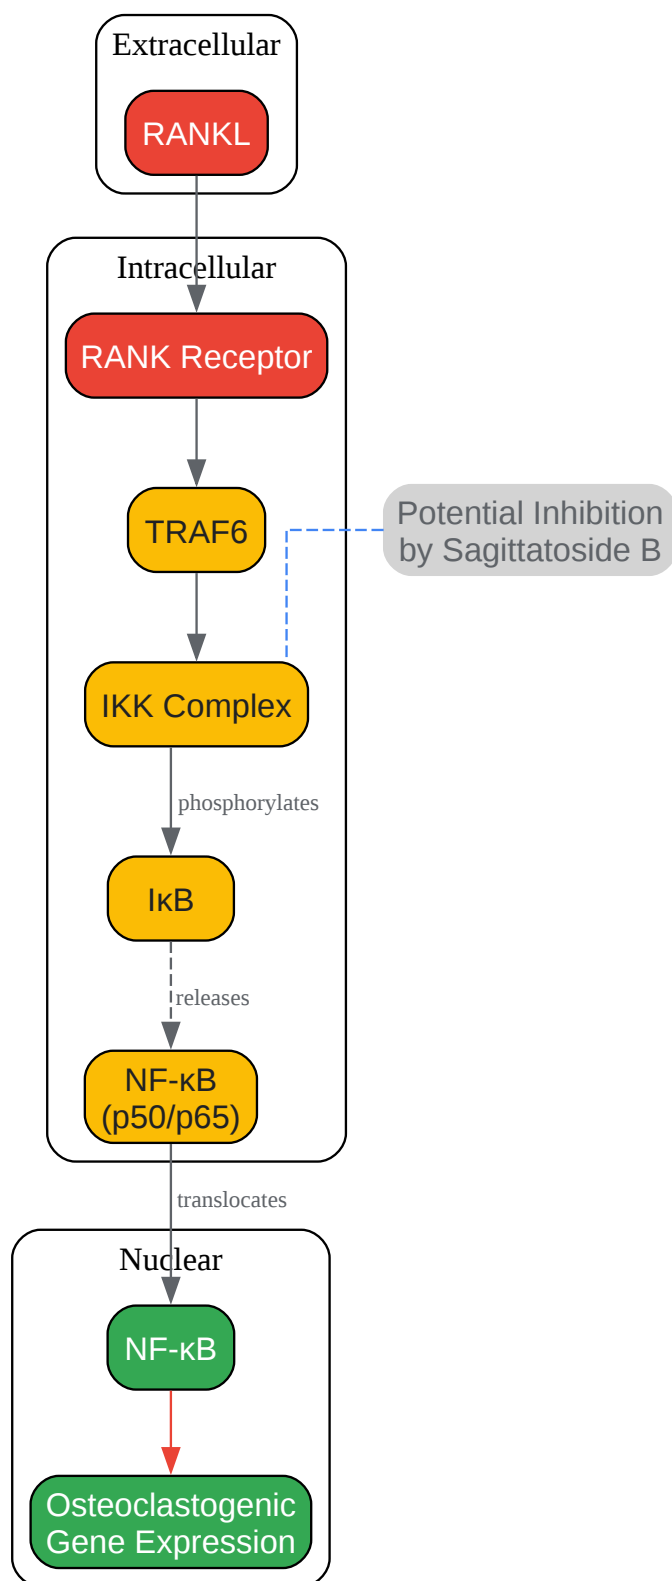 Extracellular
RANKL
Intracellular
RANK Receptor
TRAF6
Potential Inhibition
by Sagittatoside B
IKK Complex
phosphorylates
IκB
releases
NF-κB
(p50/p65)
translocates
Nuclear
NF-κB
Osteoclastogenic
Gene Expression